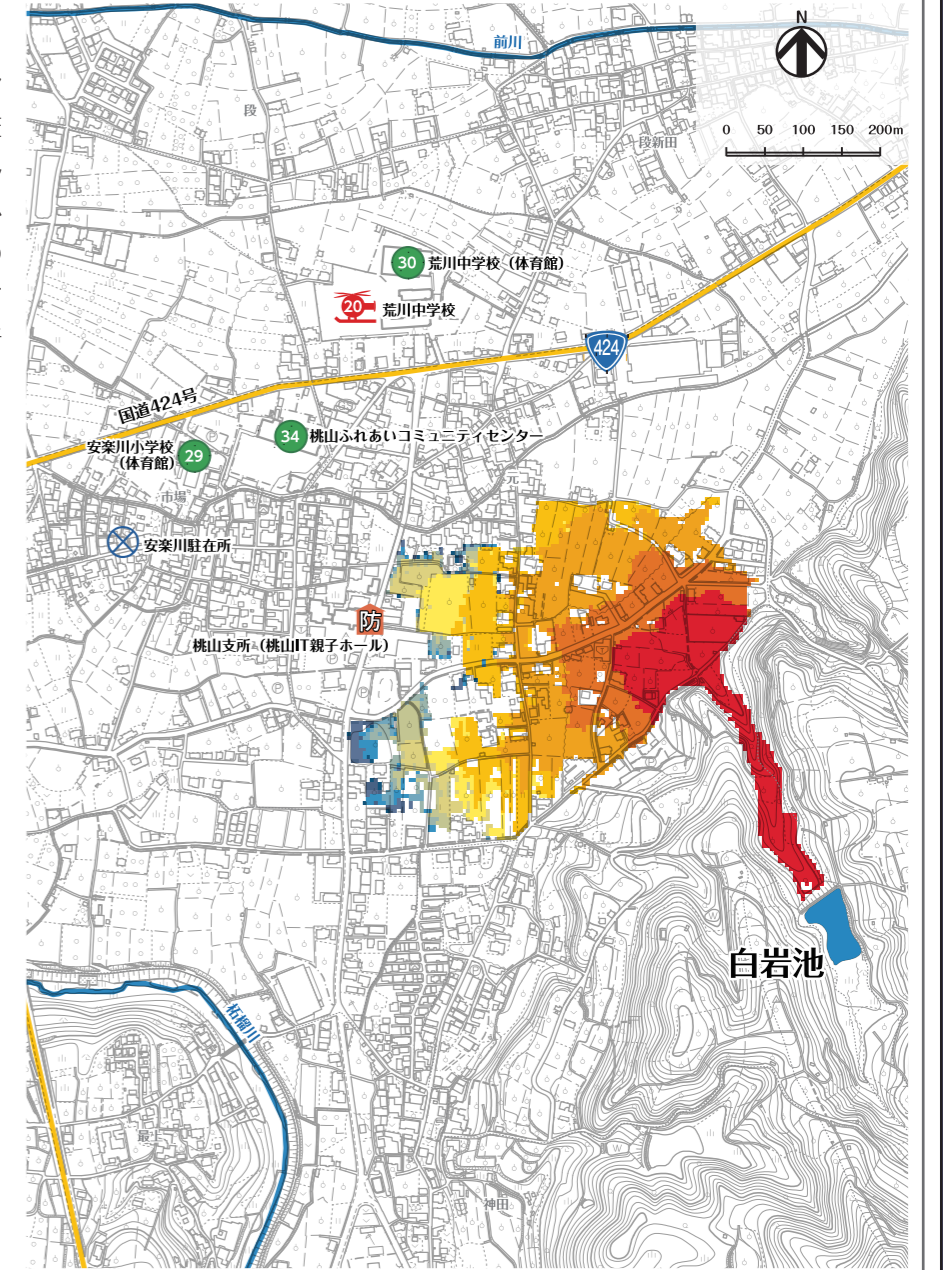 前川
N
0 50 100 150 200m
段
段新田
30 荒川中学校（体育館）
20 荒川中学校
424
国道424号
34 桃山ふれあいコミュニティセンター
安楽川小学校
（体育館） 29
市場
元
安楽川駐在所
防
桃山支所（桃山IT親子ホール）
白岩池
柘榴川
最上
神田